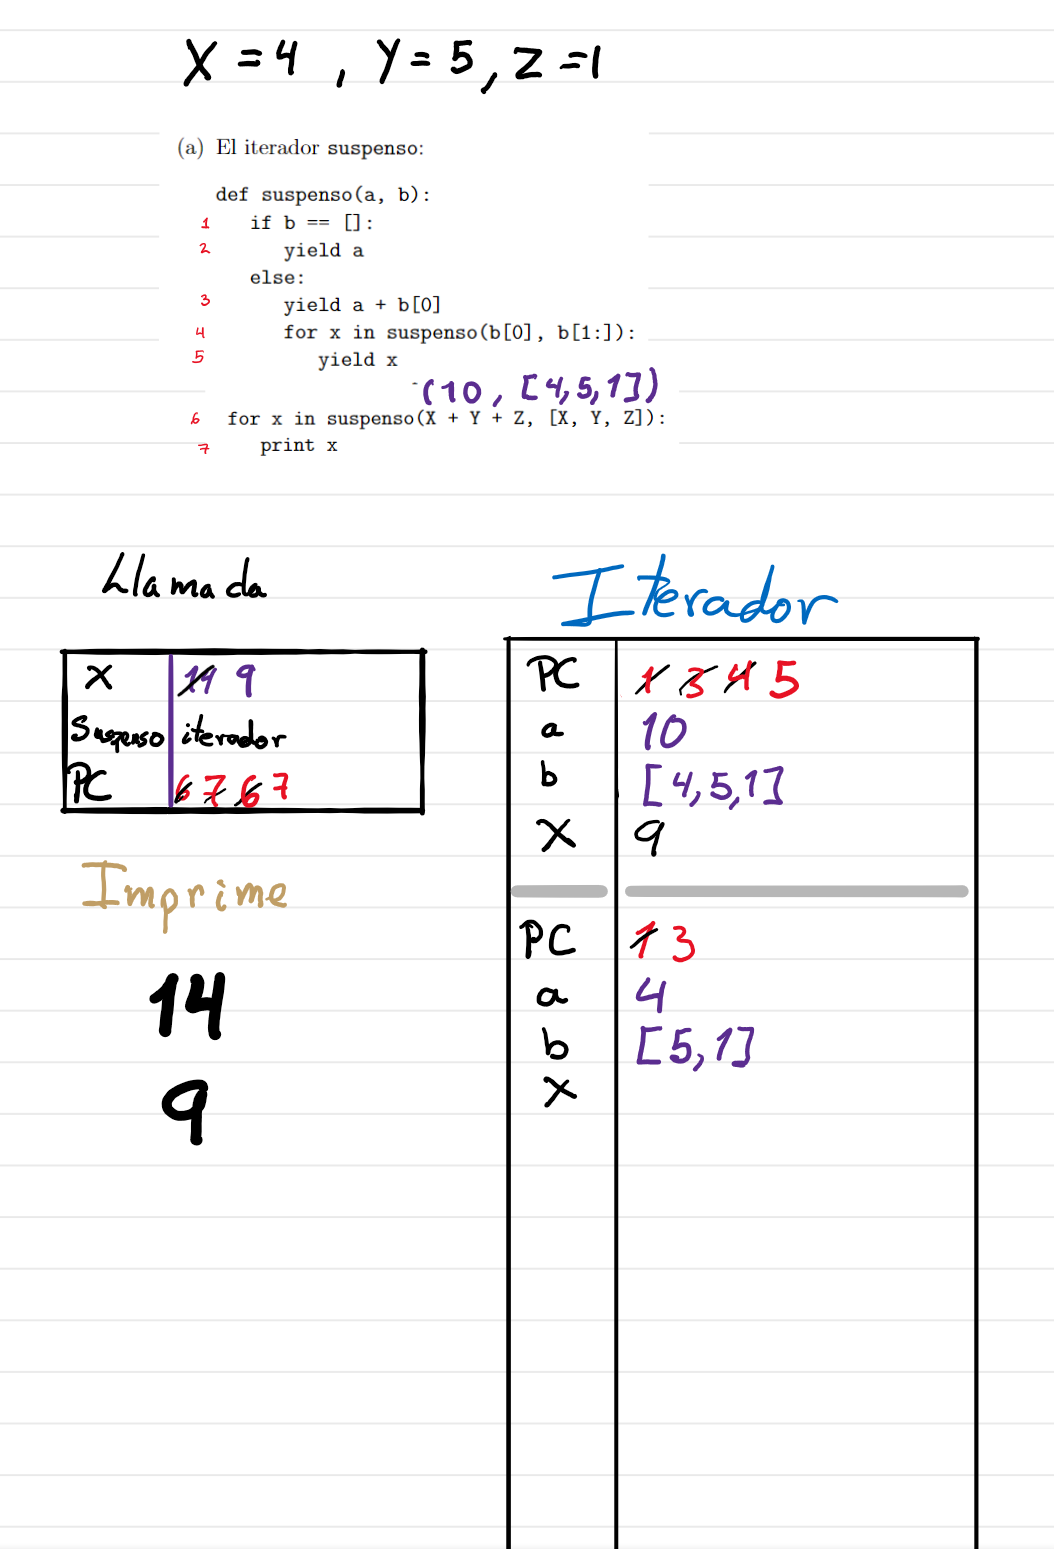 X = 4 , Y = 5, Z = 1
(a) El iterador suspenso:
def suspenso(a, b):
1 if b == []:
2 yield a
else:
3 yield a + b[0]
4 for x in suspenso(b[0], b[1:]):
5 yield x
(10, [4,5,1])
6 for x in suspenso(X + Y + Z, [X, Y, Z]):
7 print x
Llamada
X 14 9
Suspenso iterador
PC 6 7 6 7
Imprime
14
9
Iterador
PC 1 3 4 5
a 10
b [4,5,1]
X 9
PC 1 3
a 4
b [5,1]
X